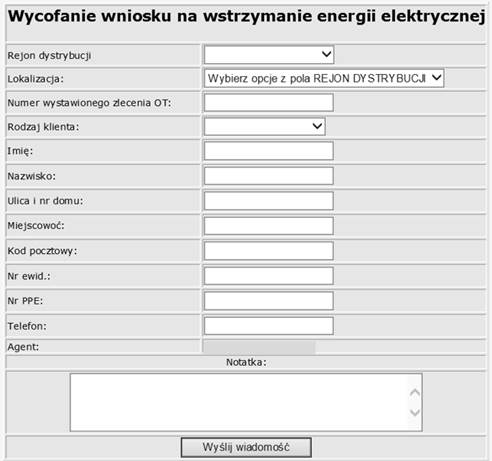 Wycofanie wniosku na wstrzymanie energii elektrycznej
Rejon dystrybucji
Lokalizacja: Wybierz opcje z pola REJON DYSTRYBUCJI
Numer wystawionego zlecenia OT:
Rodzaj klienta:
Imię:
Nazwisko:
Ulica i nr domu:
Miejscowoć:
Kod pocztowy:
Nr ewid.:
Nr PPE:
Telefon:
Agent:
Notatka:
Wyślij wiadomość